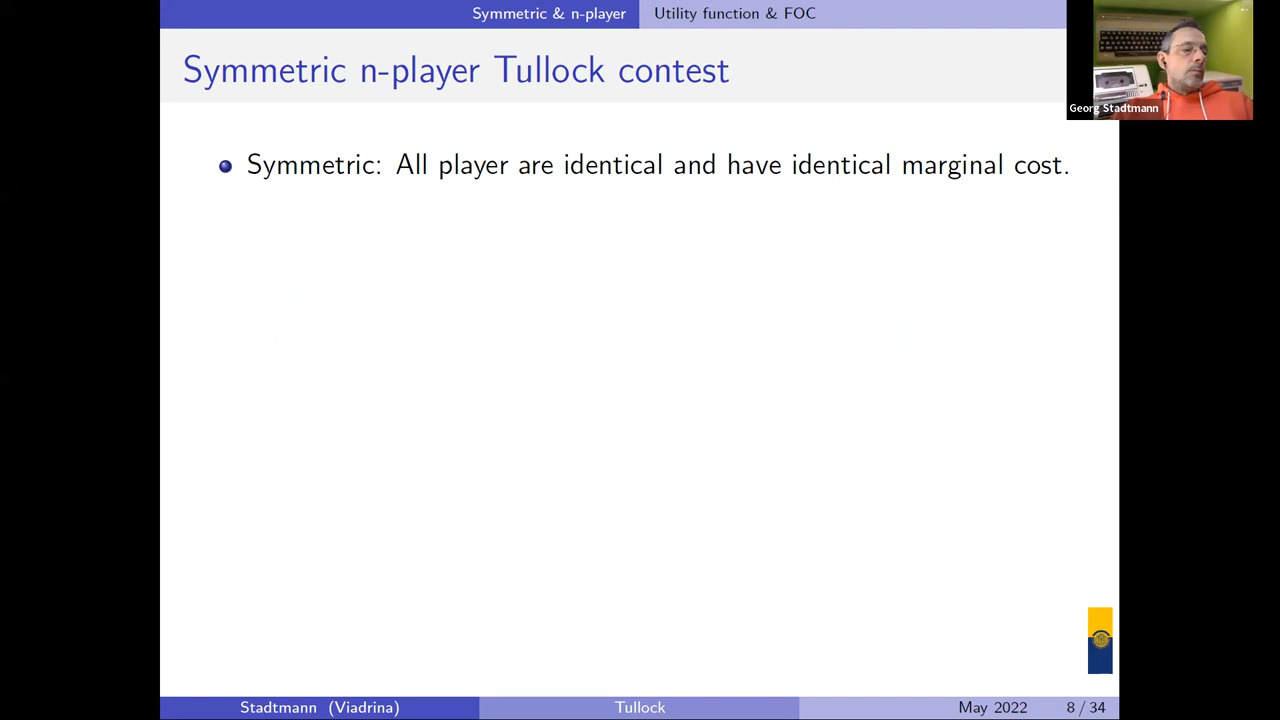 Symmetric & n-player Utility function & FOC
Symmetric n-player Tullock contest
Georg Stadtmann
Symmetric: All player are identical and have identical marginal cost.
Stadtmann (Viadrina) Tullock May 2022 8 / 34